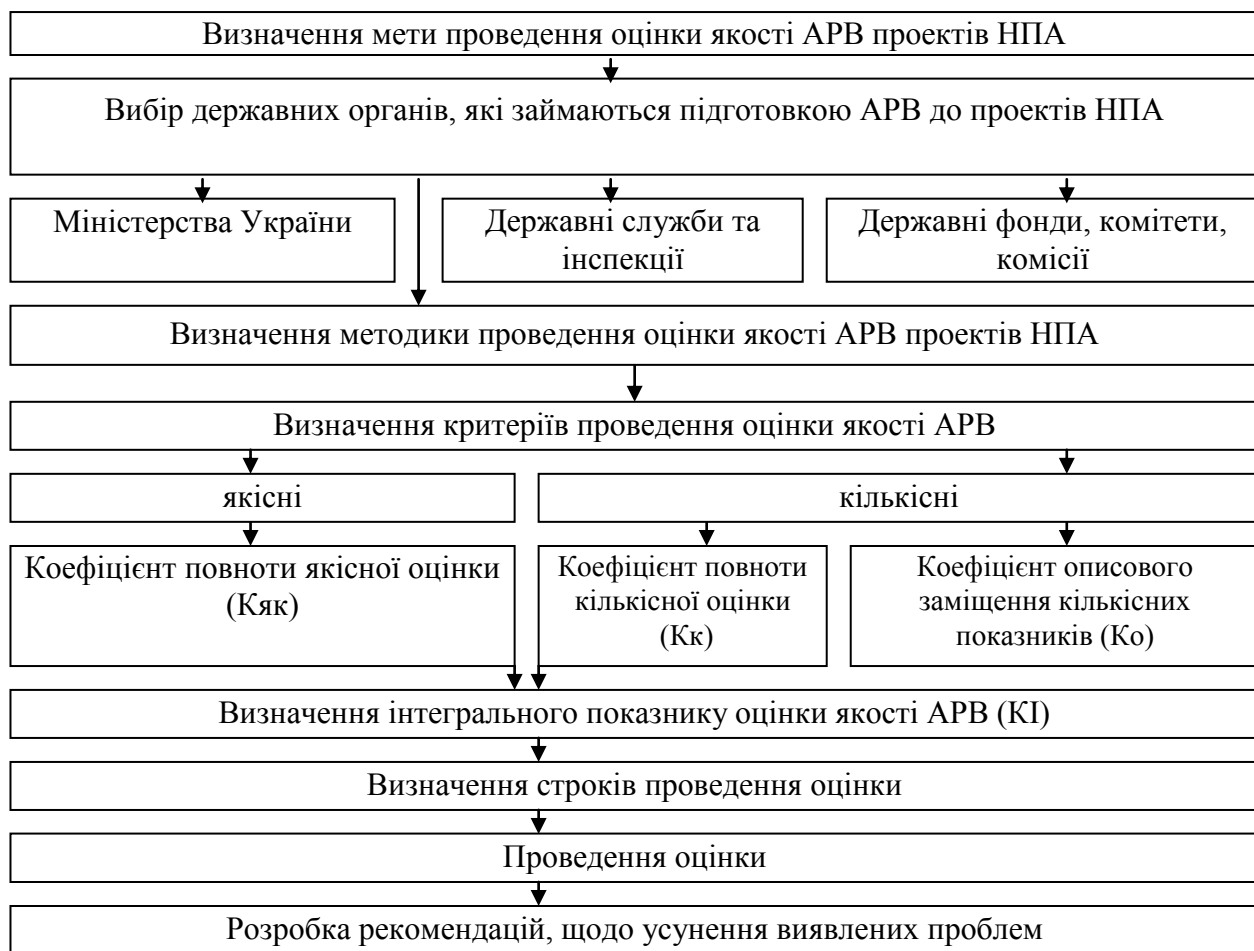 Визначення мети проведення оцінки якості АРВ проектів НПА
Вибір державних органів, які займаються підготовкою АРВ до проектів НПА
Міністерства України
Державні служби та
інспекції
Державні фонди, комітети,
комісії
Визначення методики проведення оцінки якості АРВ проектів НПА
Визначення критеріїв проведення оцінки якості АРВ
якісні
кількісні
Коефіцієнт повноти якісної оцінки
(Кяк)
Коефіцієнт повноти
кількісної оцінки
(Кк)
Коефіцієнт описового
заміщення кількісних
показників (Ко)
Визначення інтегрального показнику оцінки якості АРВ (КІ)
Визначення строків проведення оцінки
Проведення оцінки
Розробка рекомендацій, щодо усунення виявлених проблем